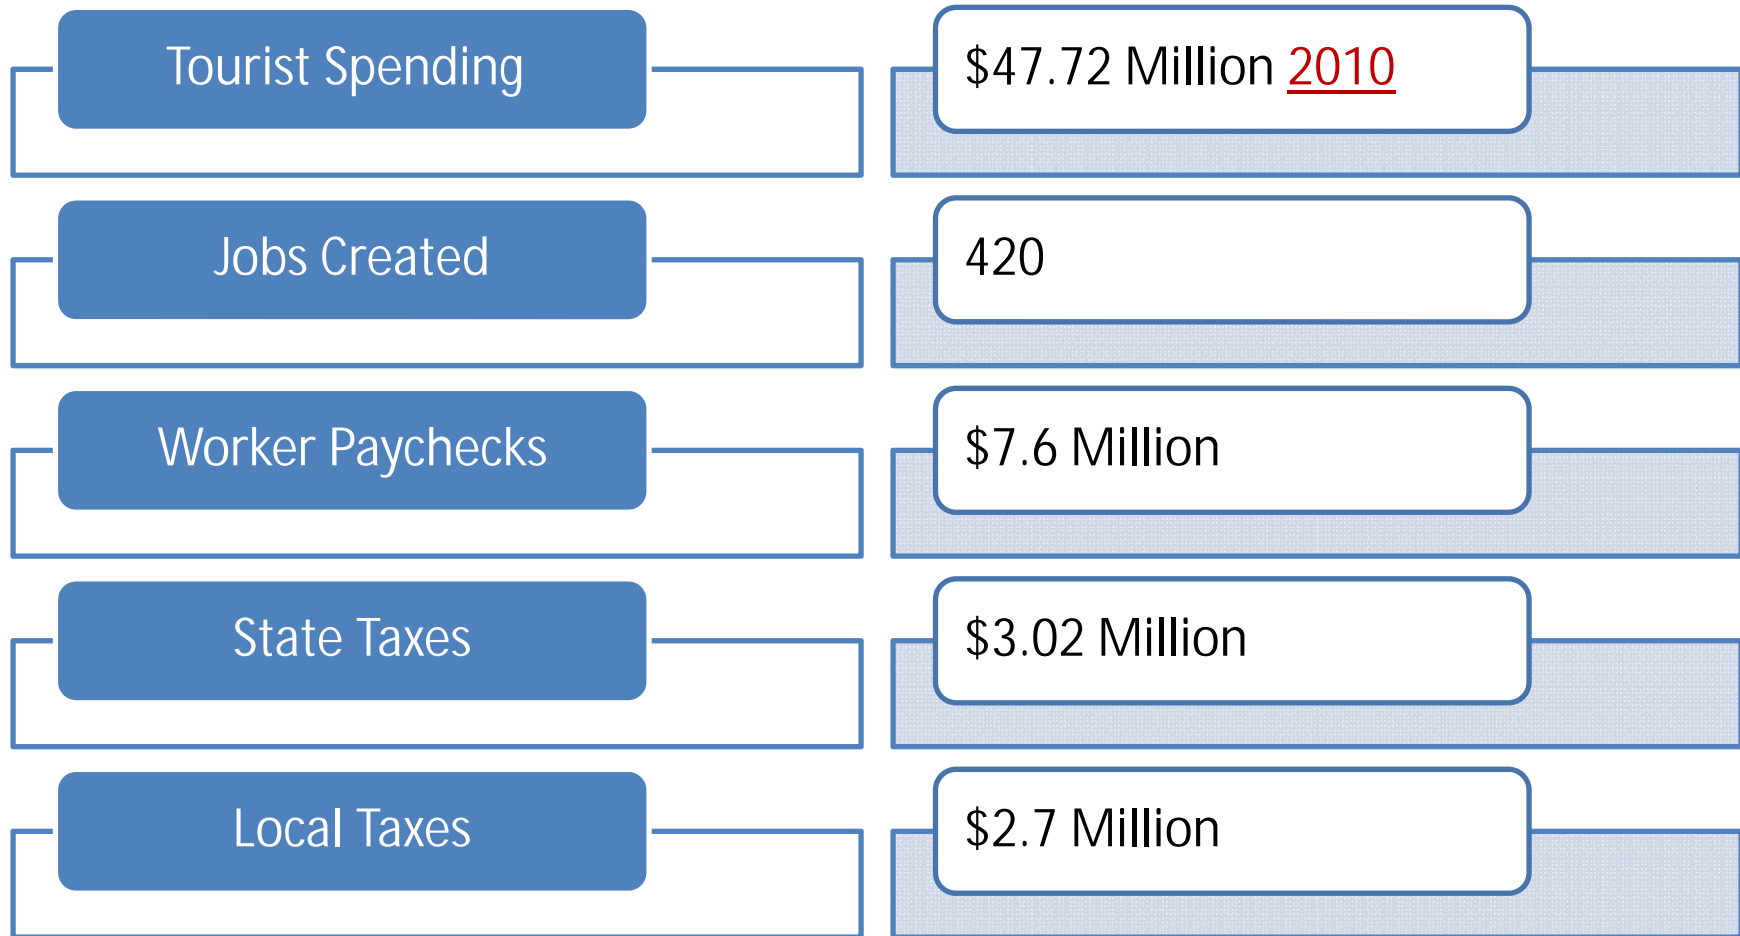 Tourist Spending
$47.72 Million 2010
Jobs Created
420
Worker Paychecks
$7.6 Million
State Taxes
$3.02 Million
Local Taxes
$2.7 Million